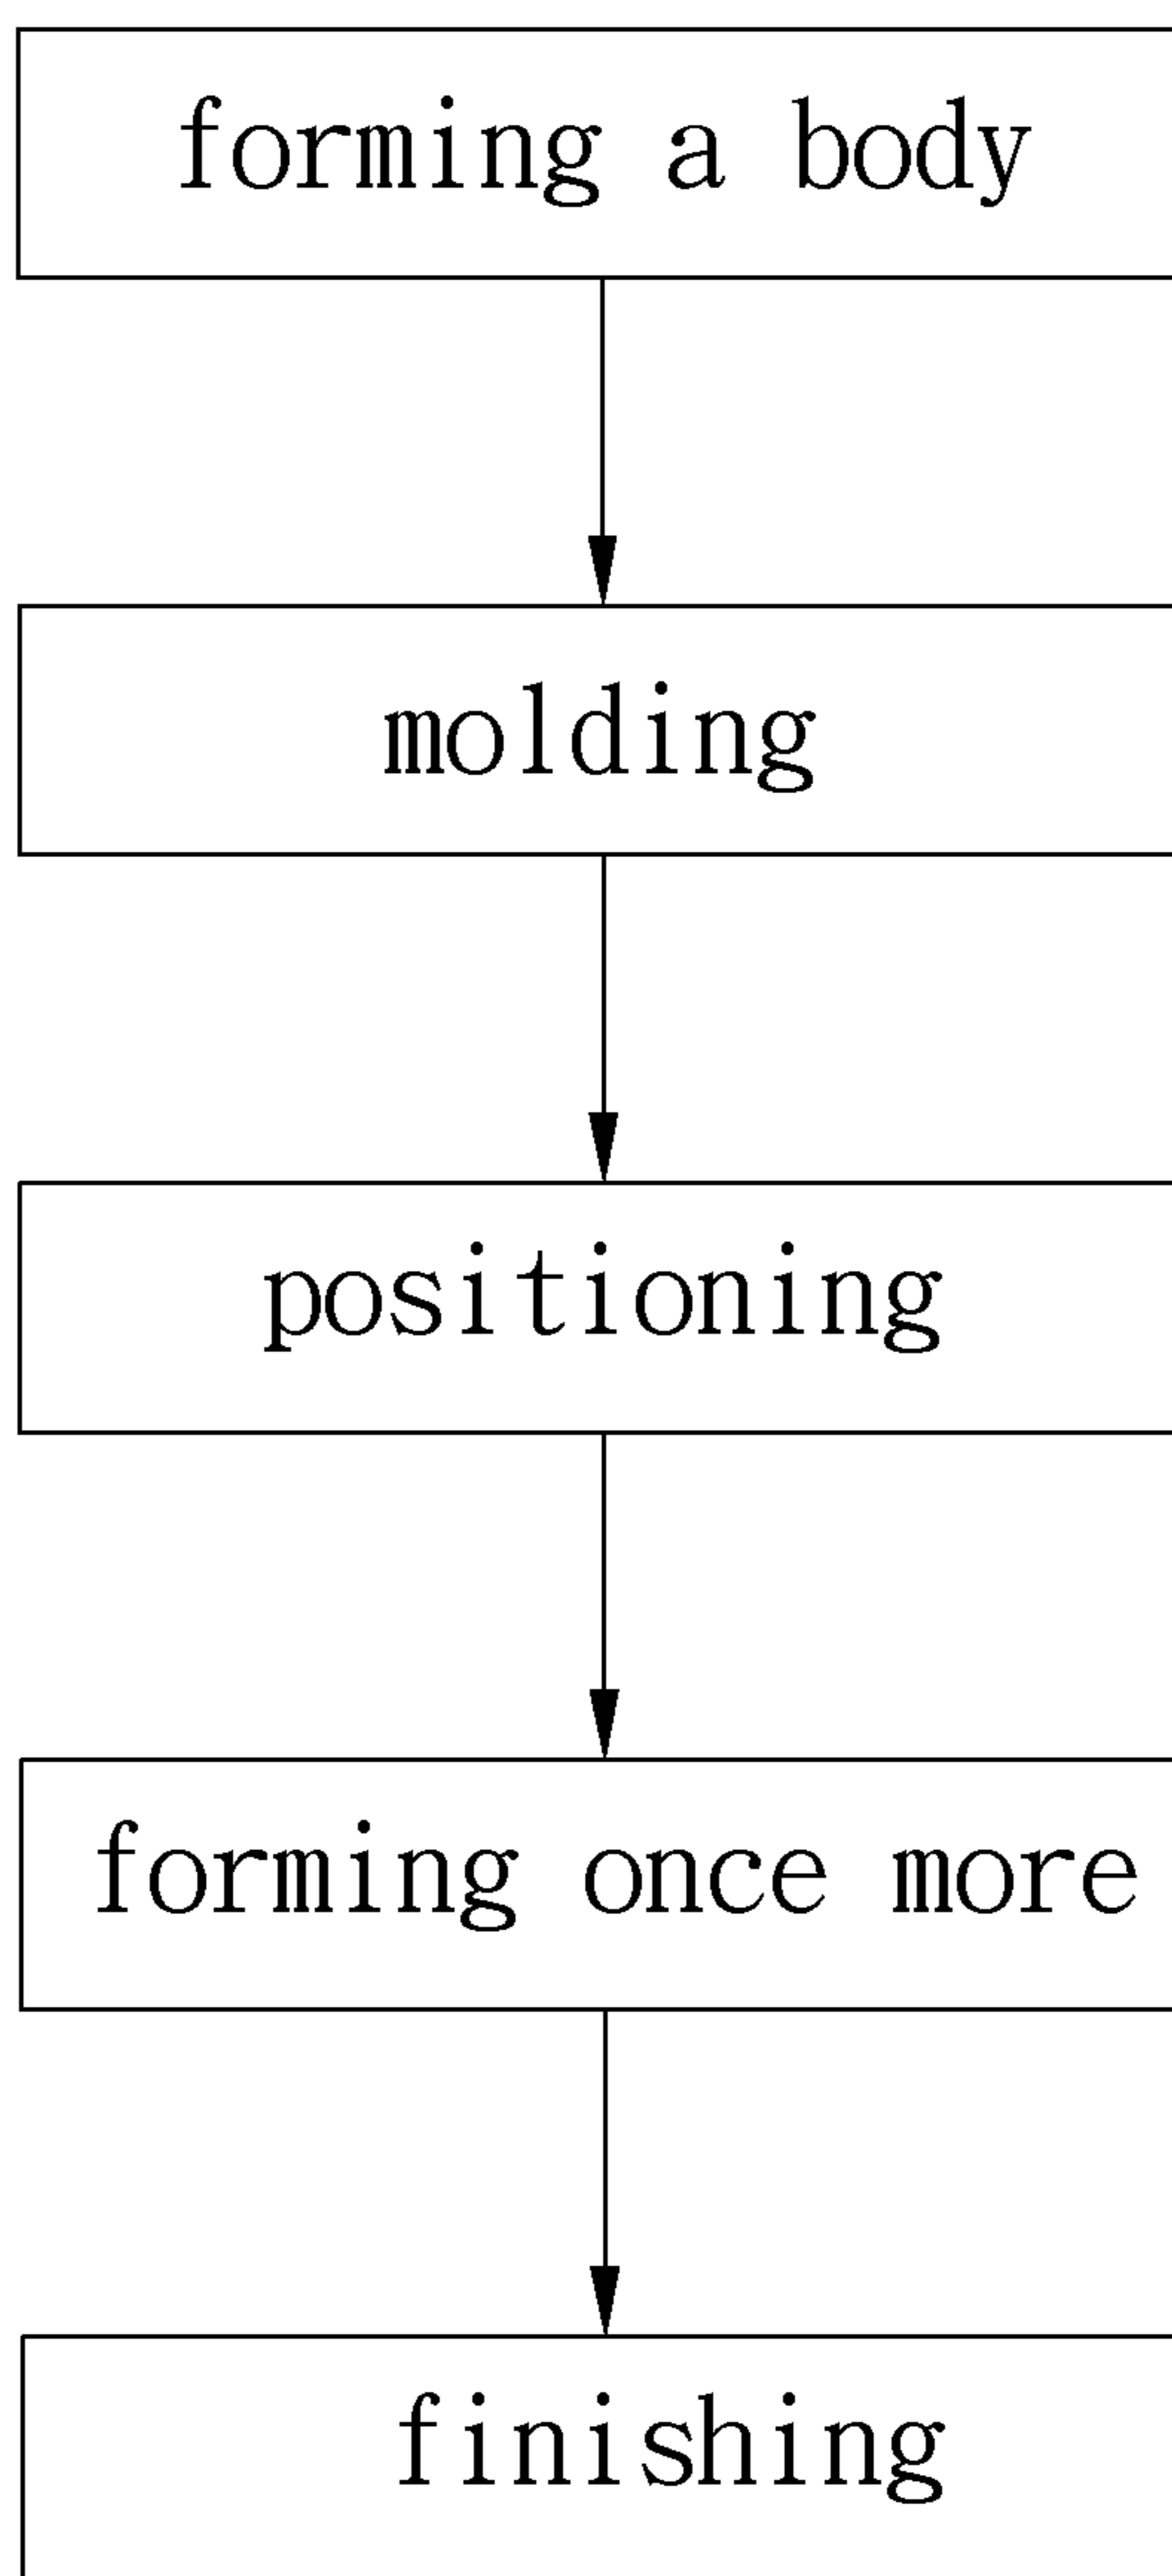 forming a body
molding
positioning
forming once more
finishing